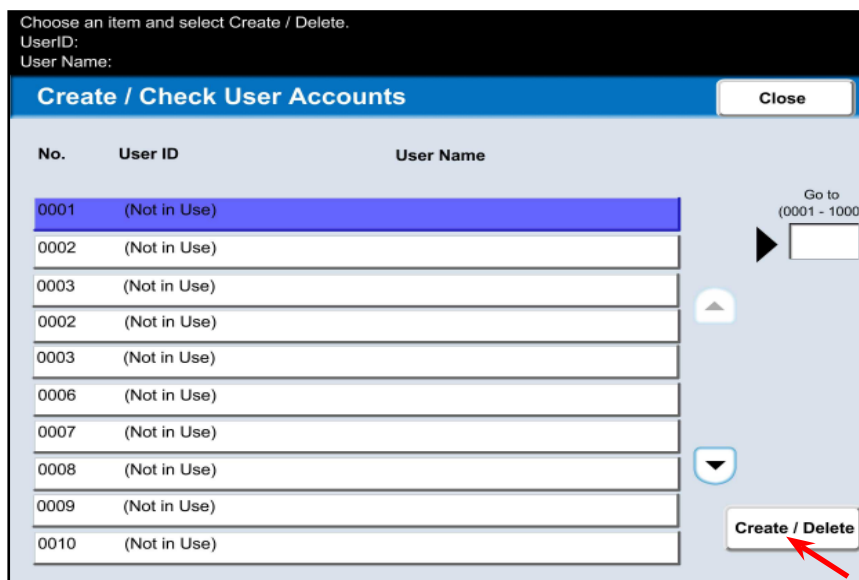 Choose an item and select Create / Delete.
UserID:
User Name:
Create / Check User Accounts
Close
No. User ID User Name
Go to
(0001 - 1000
0001 (Not in Use)
0002 (Not in Use)
0003 (Not in Use)
0002 (Not in Use)
0003 (Not in Use)
0006 (Not in Use)
0007 (Not in Use)
0008 (Not in Use)
0009 (Not in Use)
0010 (Not in Use)
Create / Delete